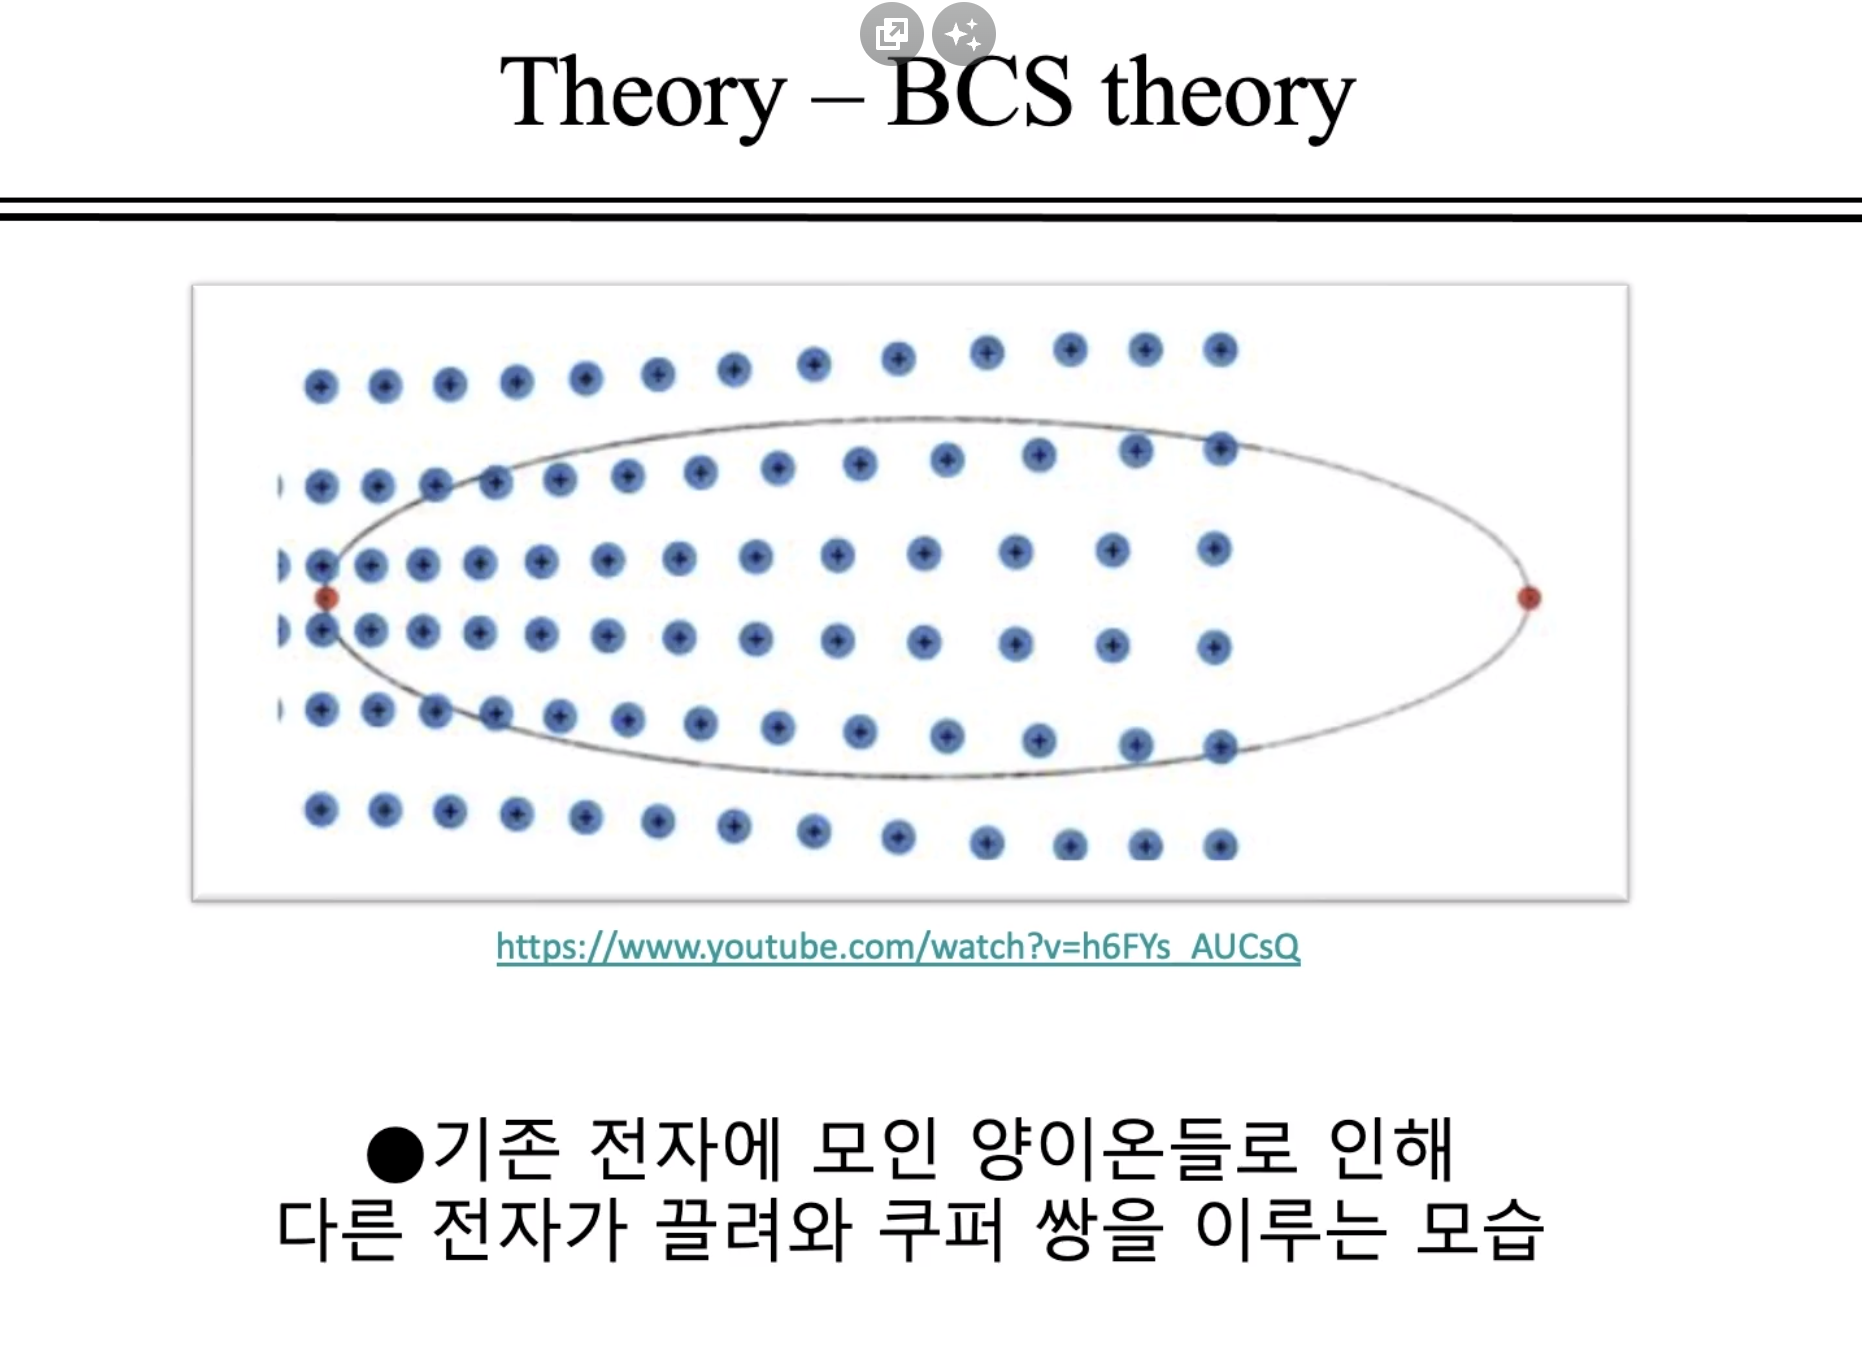 Theory – BCS theory
https://www.youtube.com/watch?v=h6FYs_AUCsQ
●기존 전자에 모인 양이온들로 인해
다른 전자가 끌려와 쿠퍼 쌍을 이루는 모습